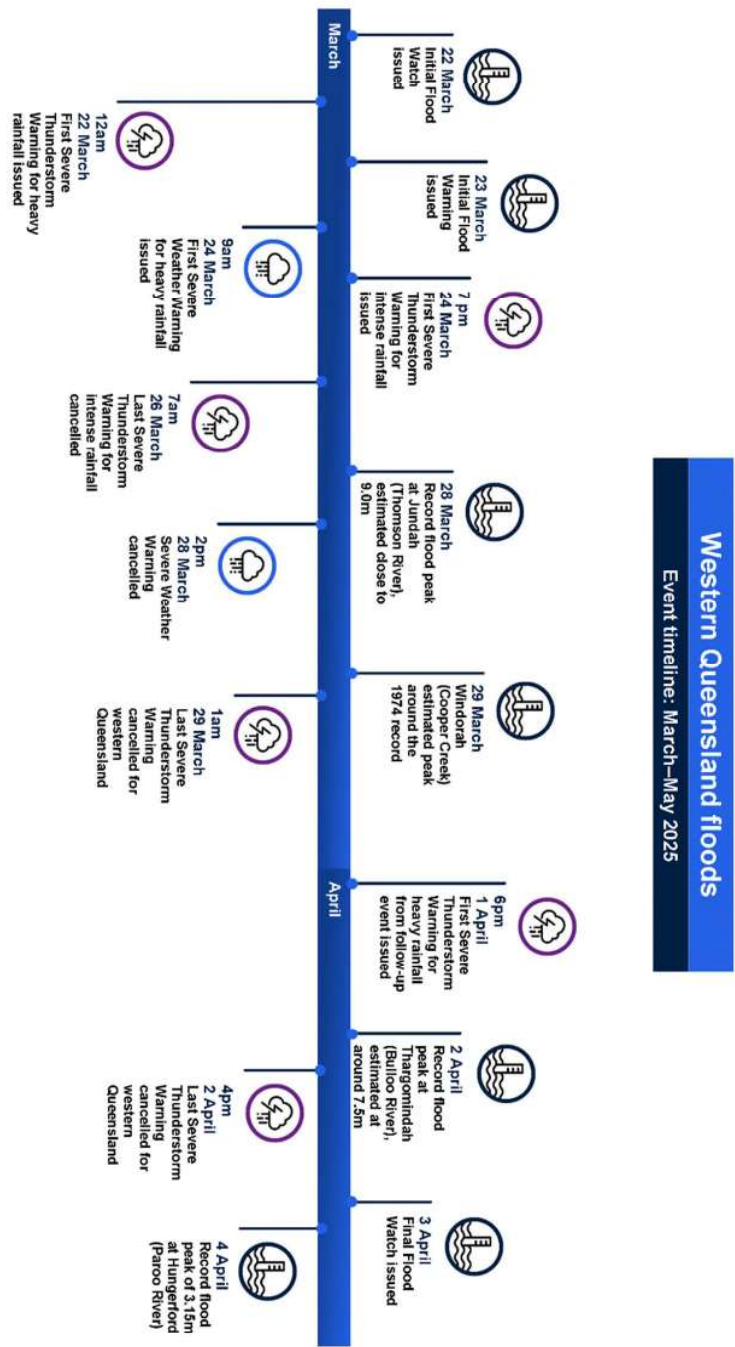 Western Queensland floods
Event timeline: March–May 2025
22 March
Initial Flood
Watch
issued
23 March
Initial Flood
Warning
issued
7 pm
24 March
First Severe
Thunderstorm
Warning for
intense rainfall
issued
28 March
Record flood peak
at Jundah
(Thomson River),
estimated close to
9.0m
29 March
Windorah
(Cooper Creek)
estimated peak
around the
1974 record
6pm
1 April
First Severe
Thunderstorm
Warning for
heavy rainfall
from follow-up
event issued
2 April
Record flood
peak at
Thargomindah
(Bulloo River),
estimated at
around 7.5m
3 April
Final Flood
Watch issued
March
April
12am
22 March
First Severe
Thunderstorm
Warning for heavy
rainfall issued
9am
24 March
First Severe
Weather Warning
for heavy rainfall
issued
7am
26 March
Last Severe
Thunderstorm
Warning for
intense rainfall
cancelled
2pm
28 March
Severe Weather
Warning
cancelled
1am
29 March
Last Severe
Thunderstorm
Warning
cancelled for
western
Queensland
4pm
2 April
Last Severe
Thunderstorm
Warning
cancelled for
western
Queensland
4 April
Record flood
peak of 3.15m
at Hungerford
(Paroo River)